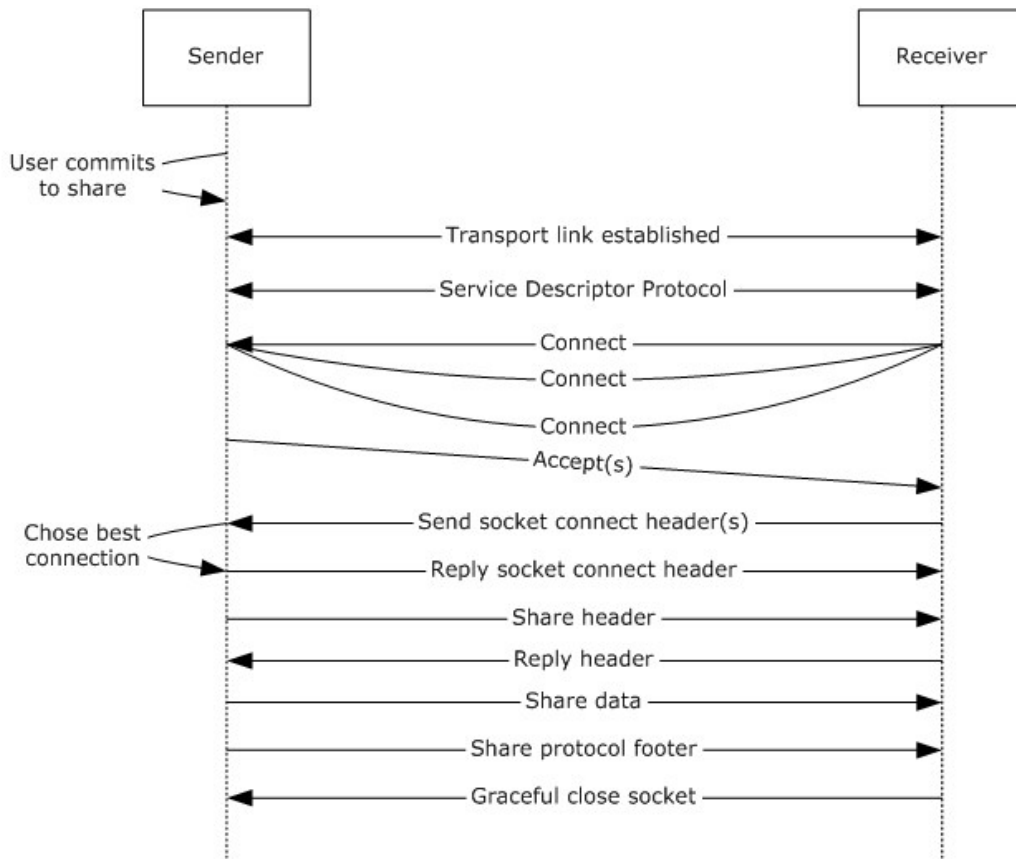 Sender
Receiver
User commits
to share
Transport link established
Service Descriptor Protocol
Connect
Connect
Connect
Accept(s)
Send socket connect header(s)
Chose best
connection
Reply socket connect header
Share header
Reply header
Share data
Share protocol footer
Graceful close socket